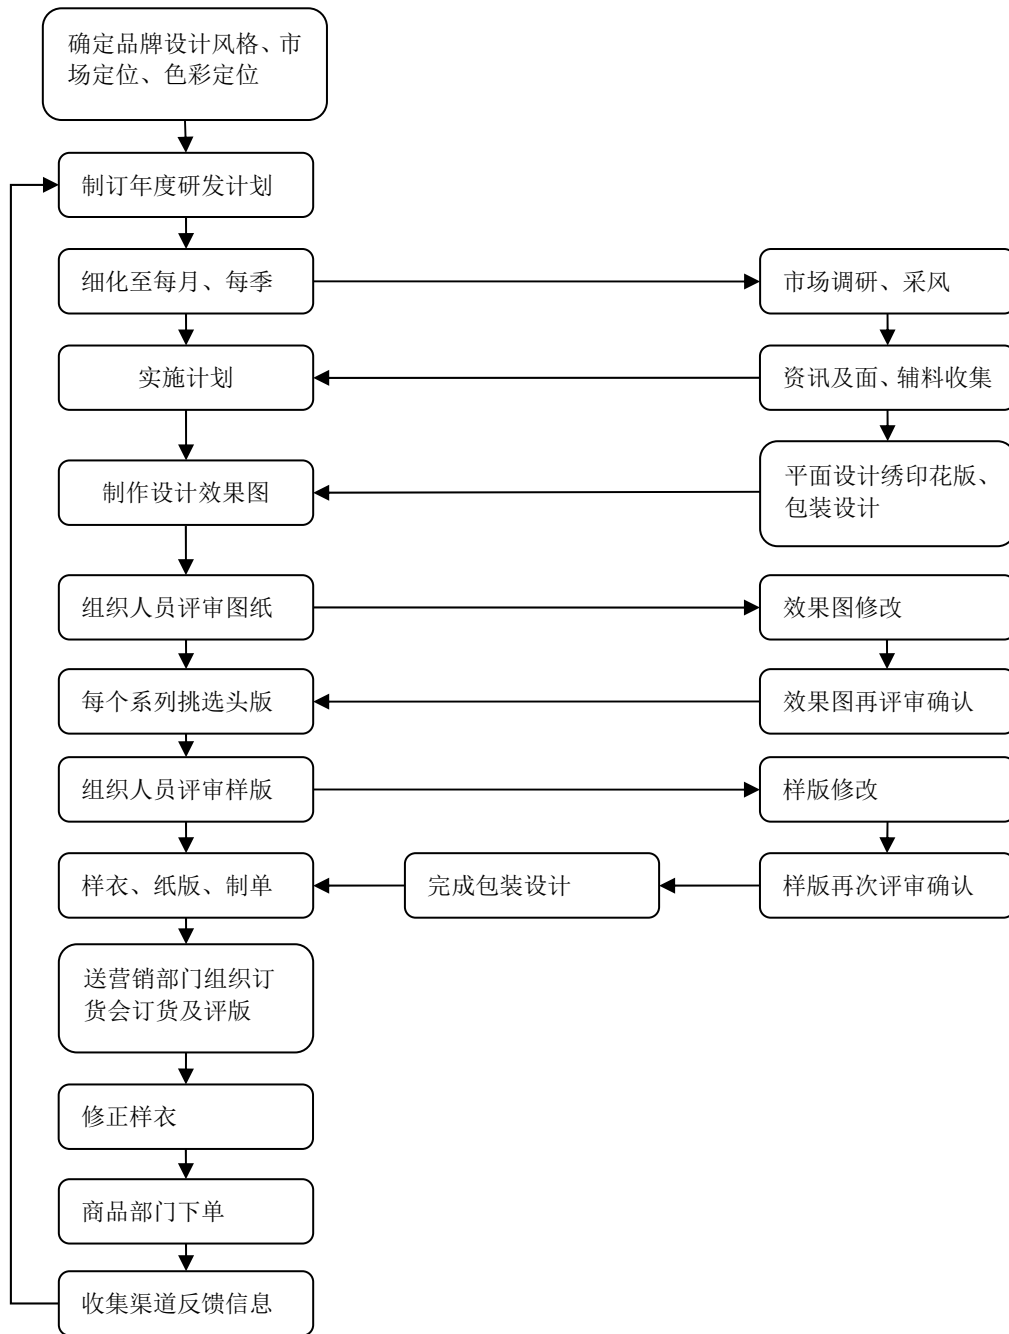 确定品牌设计风格、市
场定位、色彩定位
制订年度研发计划
细化至每月、每季
市场调研、采风
实施计划
资讯及面、辅料收集
制作设计效果图
平面设计绣印花版、
包装设计
组织人员评审图纸
效果图修改
每个系列挑选头版
效果图再评审确认
组织人员评审样版
样版修改
样衣、纸版、制单
完成包装设计
样版再次评审确认
送营销部门组织订
货会订货及评版
修正样衣
商品部门下单
收集渠道反馈信息